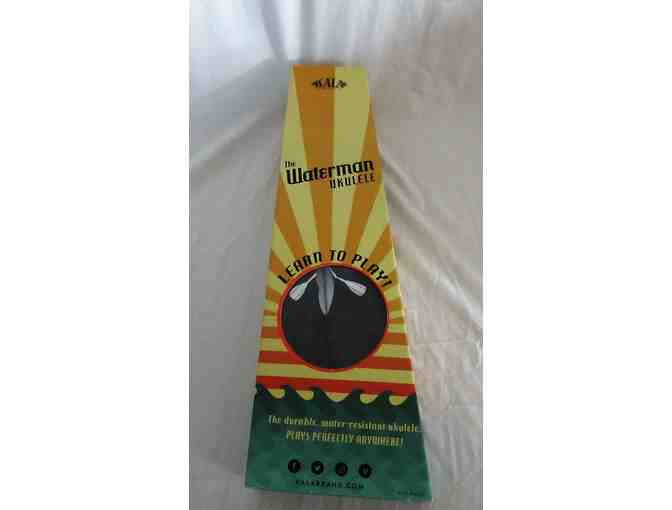 KALA
The
Waterman
UKULELE
LEARN TO PLAY!
The durable, water-resistant ukulele.
PLAYS PERFECTLY ANYWHERE!
KALABRAND.COM